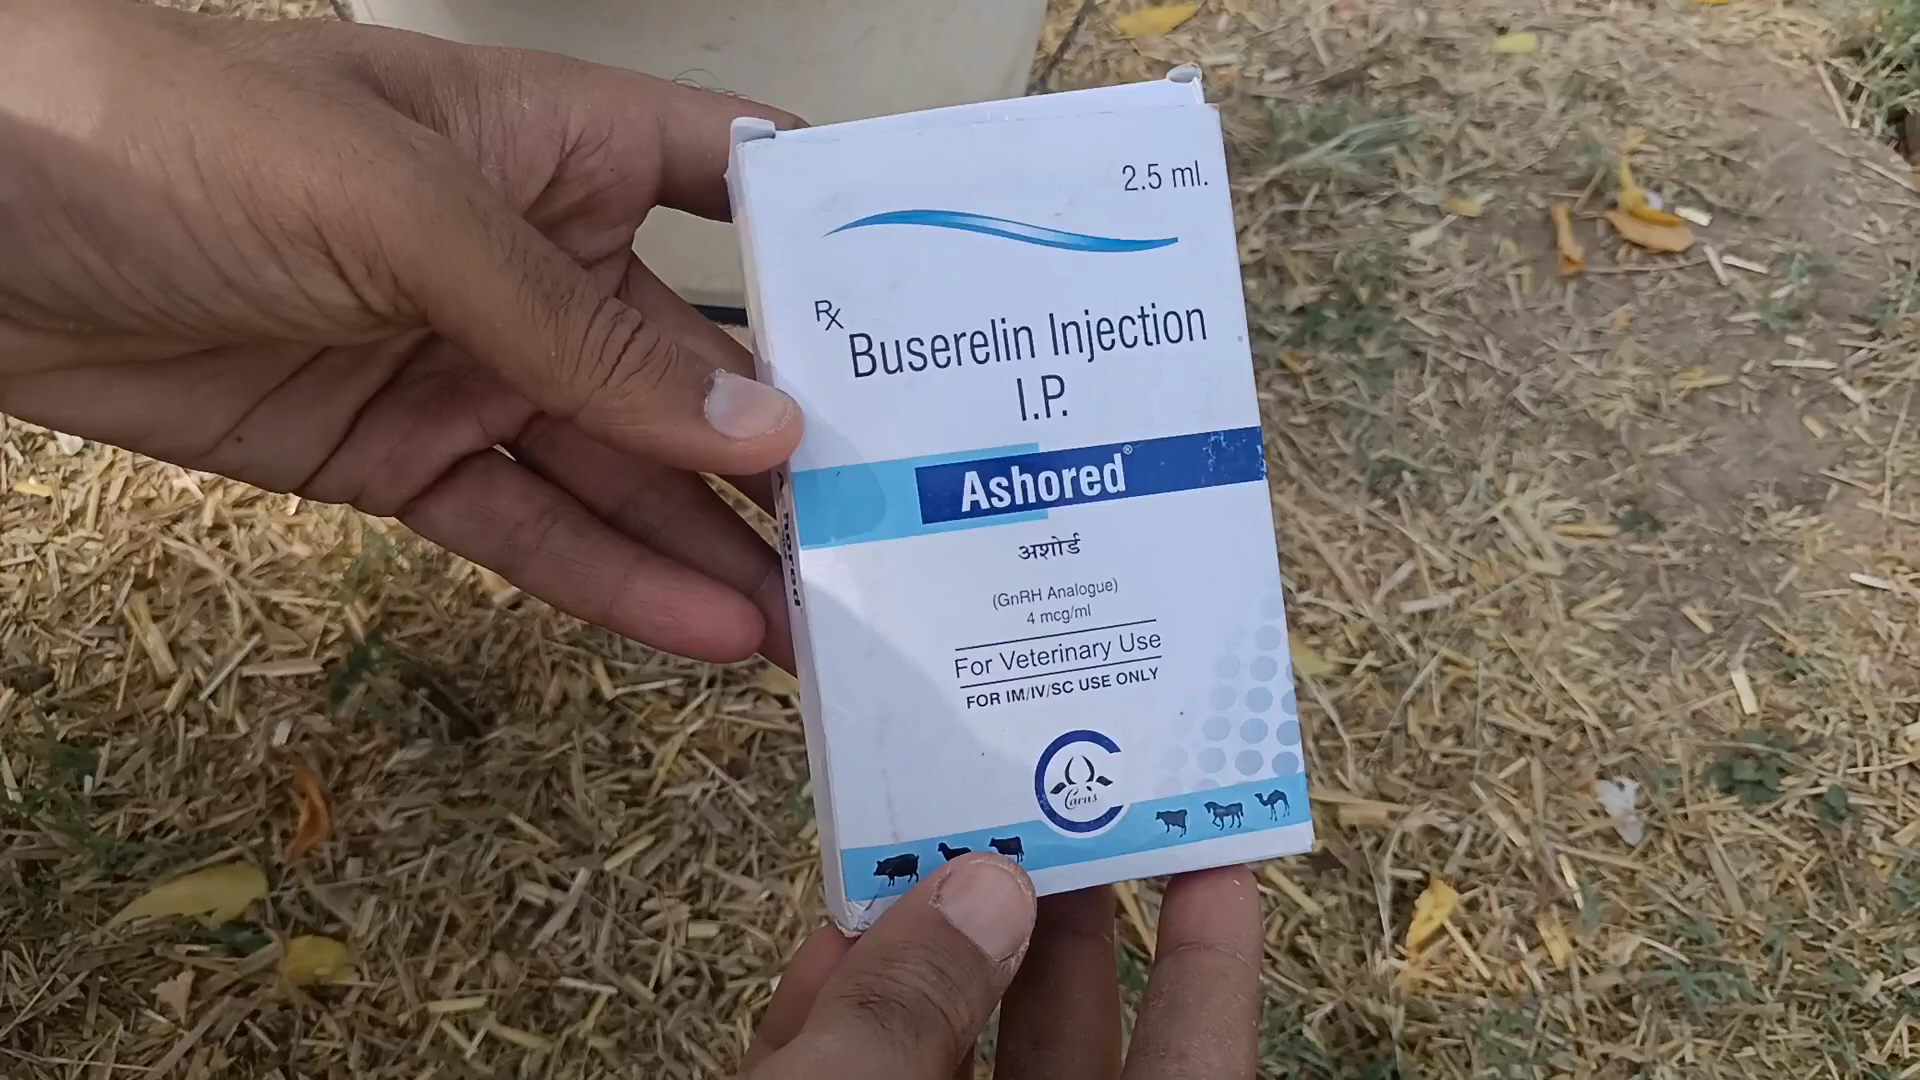 2.5 ml.
Rx
Buserelin Injection
I.P.
Ashored®
अशोर्ड
(GnRH Analogue)
4 mcg/ml
For Veterinary Use
FOR IM/IV/SC USE ONLY
Carus